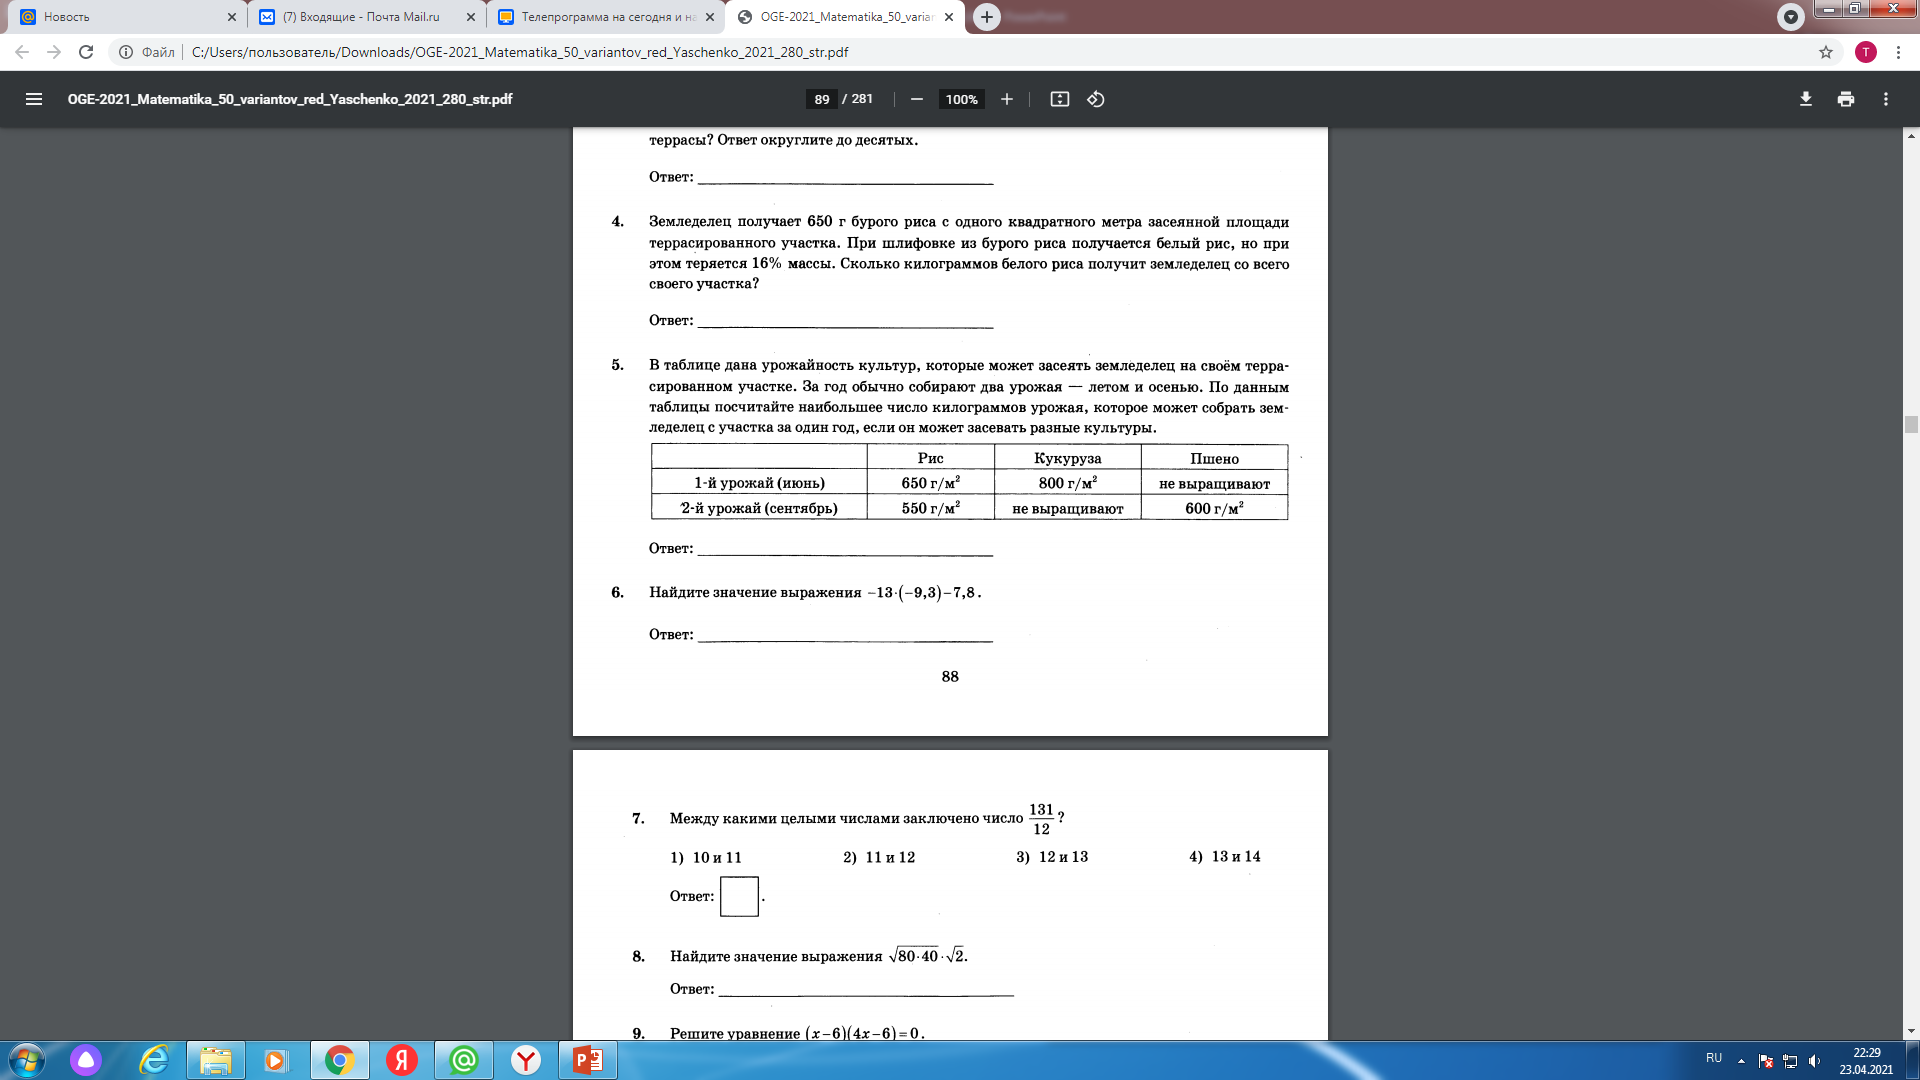 Новость
(7) Входящие - Почта Mail.ru
Телепрограмма на сегодня и на
OGE-2021_Matematika_50_varian
Файл
C:/Users/пользователь/Downloads/OGE-2021_Matematika_50_variantov_red_Yaschenko_2021_280_str.pdf
T
OGE-2021_Matematika_50_variantov_red_Yaschenko_2021_280_str.pdf
89 / 281
100%
террасы? Ответ округлите до десятых.
Ответ:
4. Земледелец получает 650 г бурого риса с одного квадратного метра засеянной площади
террасированного участка. При шлифовке из бурого риса получается белый рис, но при
этом теряется 16% массы. Сколько килограммов белого риса получит земледелец со всего
своего участка?
Ответ:
5. В таблице дана урожайность культур, которые может засеять земледелец на своём терра-
сированном участке. За год обычно собирают два урожая — летом и осенью. По данным
таблицы посчитайте наибольшее число килограммов урожая, которое может собрать зем-
леделец с участка за один год, если он может засевать разные культуры.
Рис Кукуруза Пшено
1-й урожай (июнь) 650 г/м² 800 г/м² не выращивают
2-й урожай (сентябрь) 550 г/м² не выращивают 600 г/м²
Ответ:
6. Найдите значение выражения −13·(−9,3)−7,8.
Ответ:
88
7. Между какими целыми числами заключено число 131/12?
1) 10 и 11 2) 11 и 12 3) 12 и 13 4) 13 и 14
Ответ: .
8. Найдите значение выражения √80·40·√2.
Ответ:
9. Решите уравнение (x−6)(4x−6)=0.
RU
22:29
23.04.2021